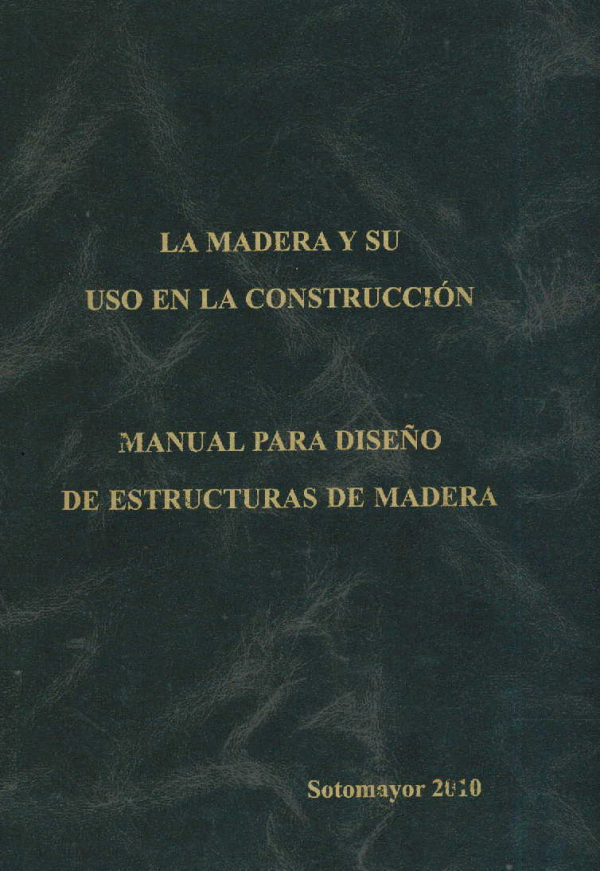 LA MADERA Y SU
USO EN LA CONSTRUCCIÓN
MANUAL PARA DISEÑO
DE ESTRUCTURAS DE MADERA
Sotomayor 2010